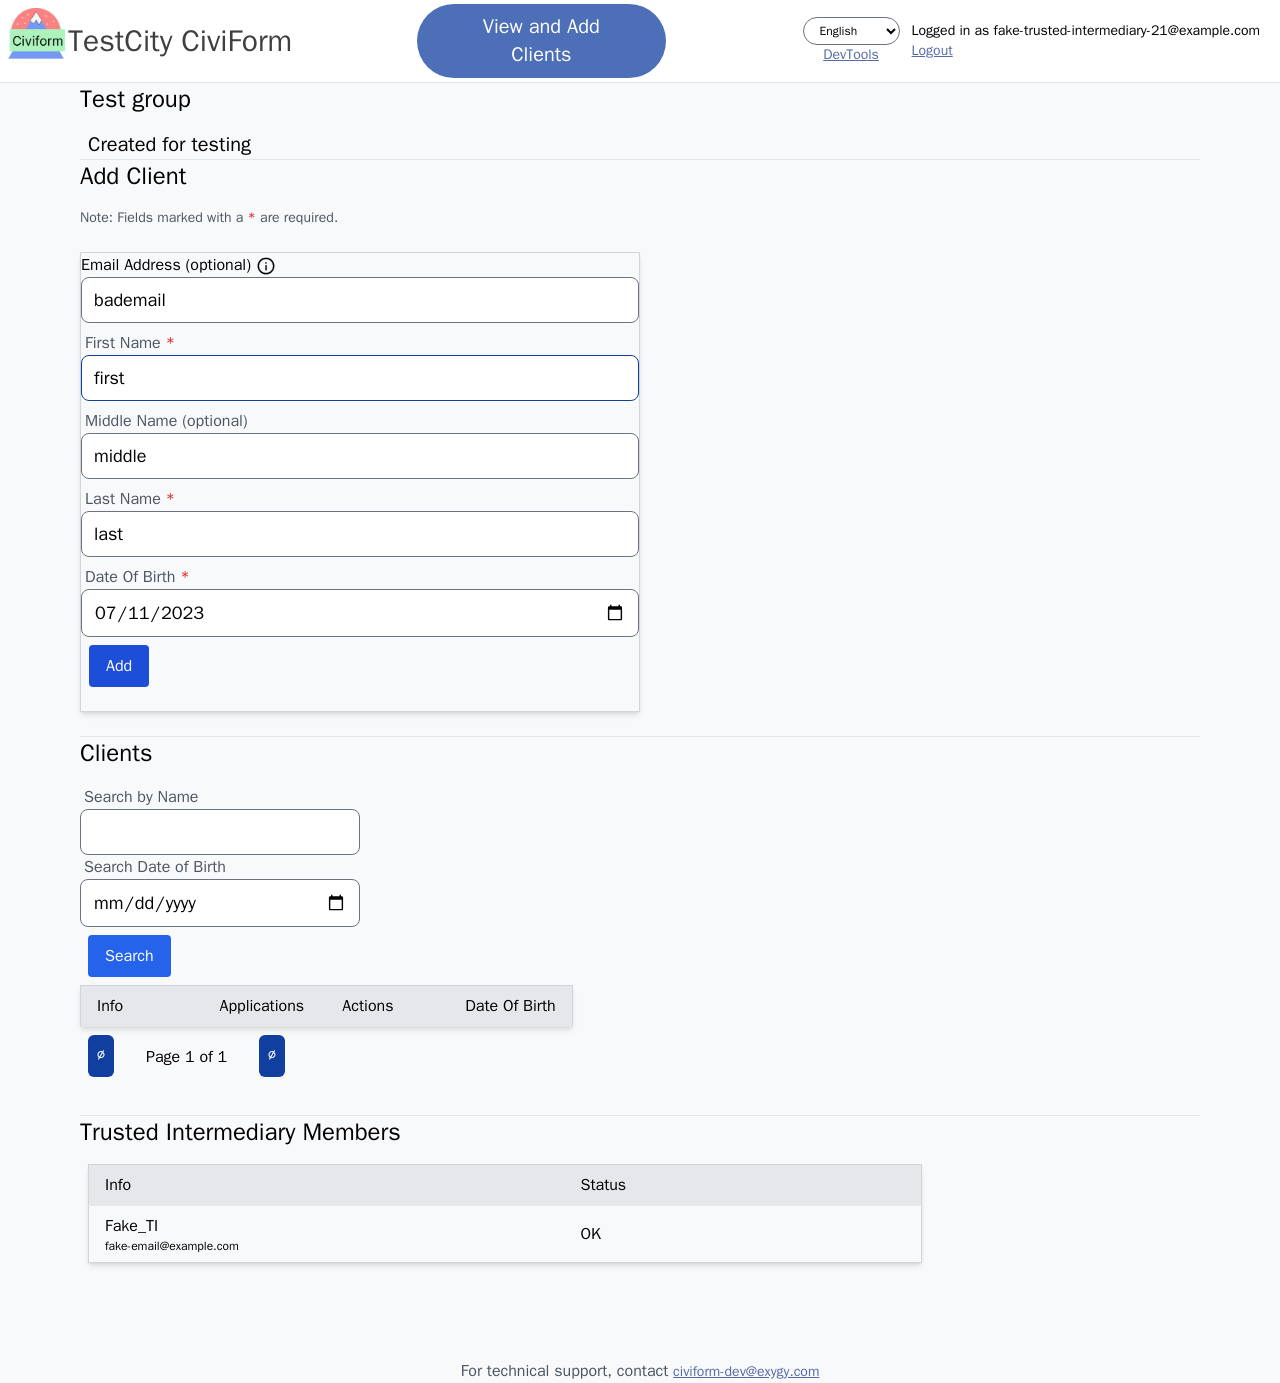 Civiform
TestCity CiviForm
View and Add
Clients
English
DevTools
Logged in as fake-trusted-intermediary-21@example.com
Logout
Test group
Created for testing
Add Client
Note: Fields marked with a * are required.
Email Address (optional)
bademail
First Name *
first
Middle Name (optional)
middle
Last Name *
last
Date Of Birth *
07/11/2023
Add
Clients
Search by Name
Search Date of Birth
mm/dd/yyyy
Search
Info Applications Actions Date Of Birth
∅ Page 1 of 1 ∅
Trusted Intermediary Members
Info Status
Fake_TI OK
fake-email@example.com
For technical support, contact civiform-dev@exygy.com